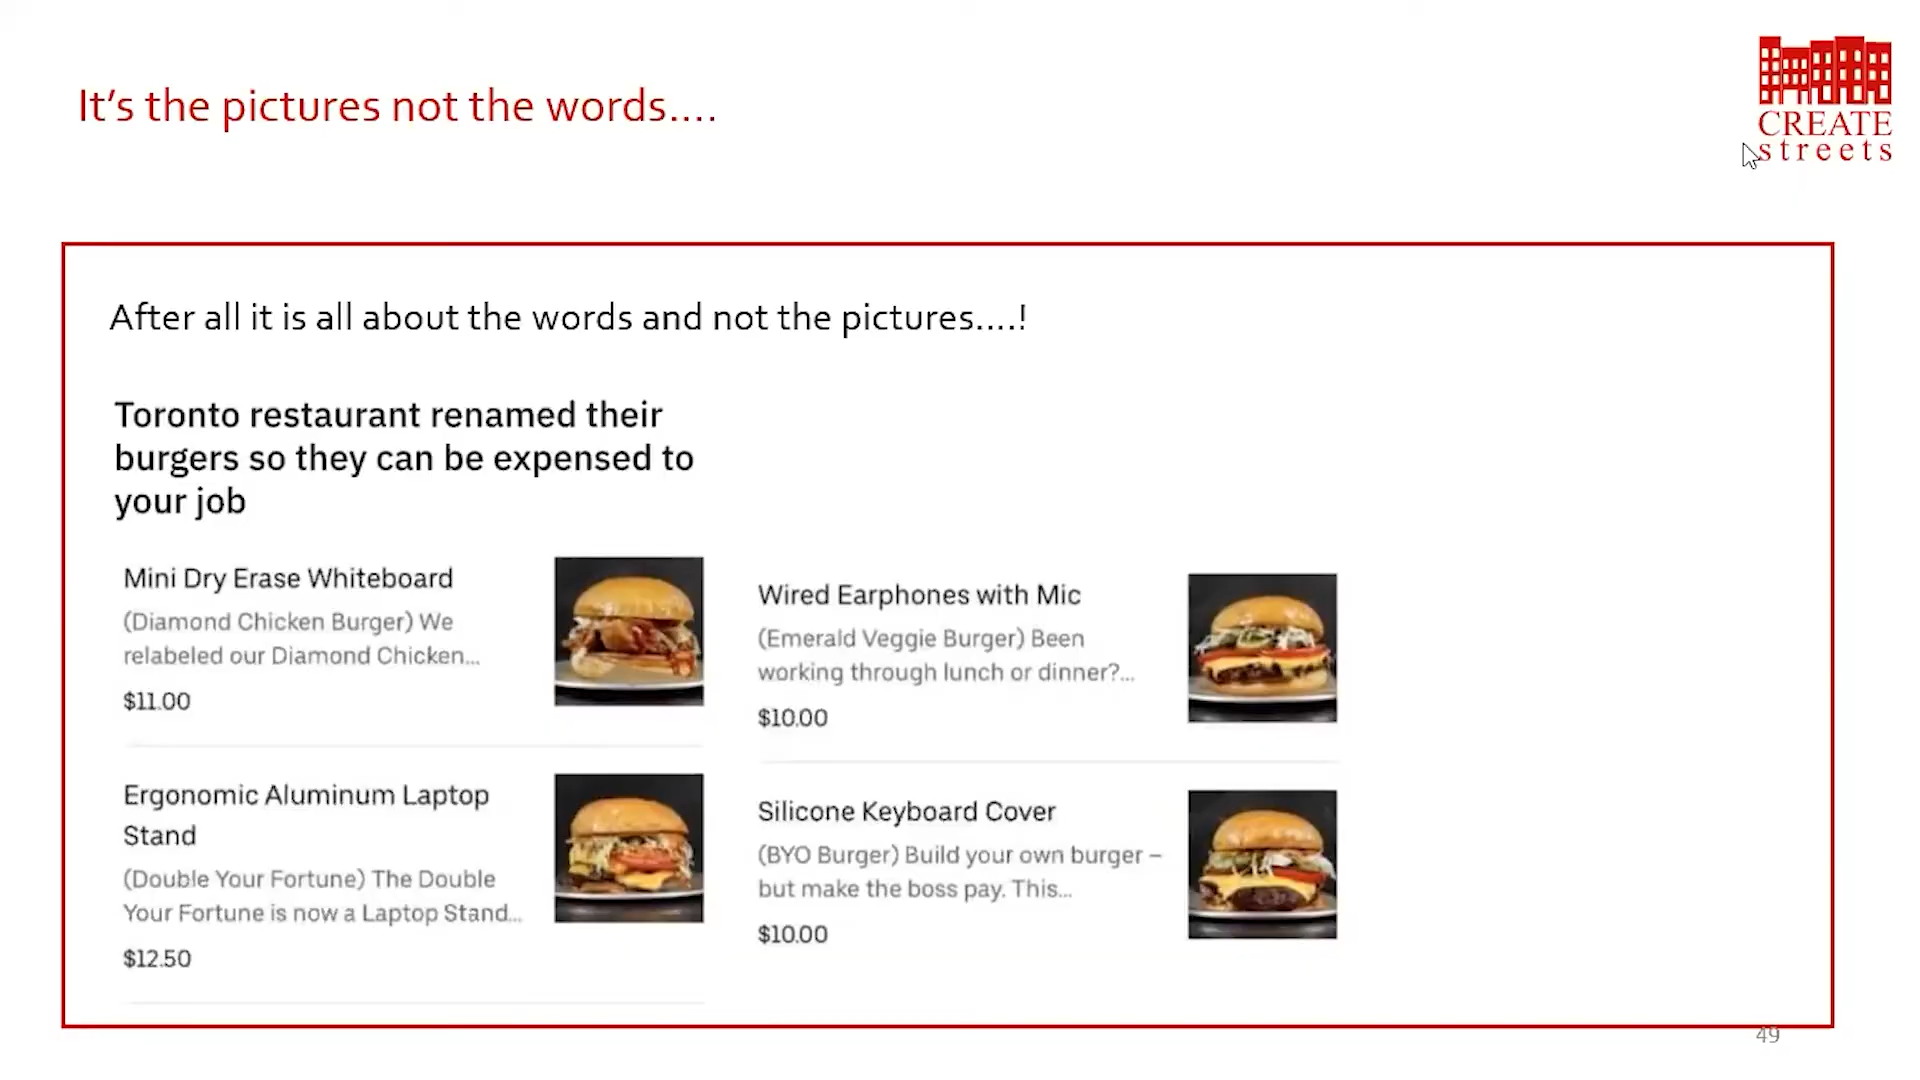 It's the pictures not the words....
CREATE
streets
After all it is all about the words and not the pictures....!
Toronto restaurant renamed their
burgers so they can be expensed to
your job
Mini Dry Erase Whiteboard
(Diamond Chicken Burger) We
relabeled our Diamond Chicken...
$11.00
Ergonomic Aluminum Laptop
Stand
(Double Your Fortune) The Double
Your Fortune is now a Laptop Stand...
$12.50
Wired Earphones with Mic
(Emerald Veggie Burger) Been
working through lunch or dinner?...
$10.00
Silicone Keyboard Cover
(BYO Burger) Build your own burger –
but make the boss pay. This...
$10.00
49